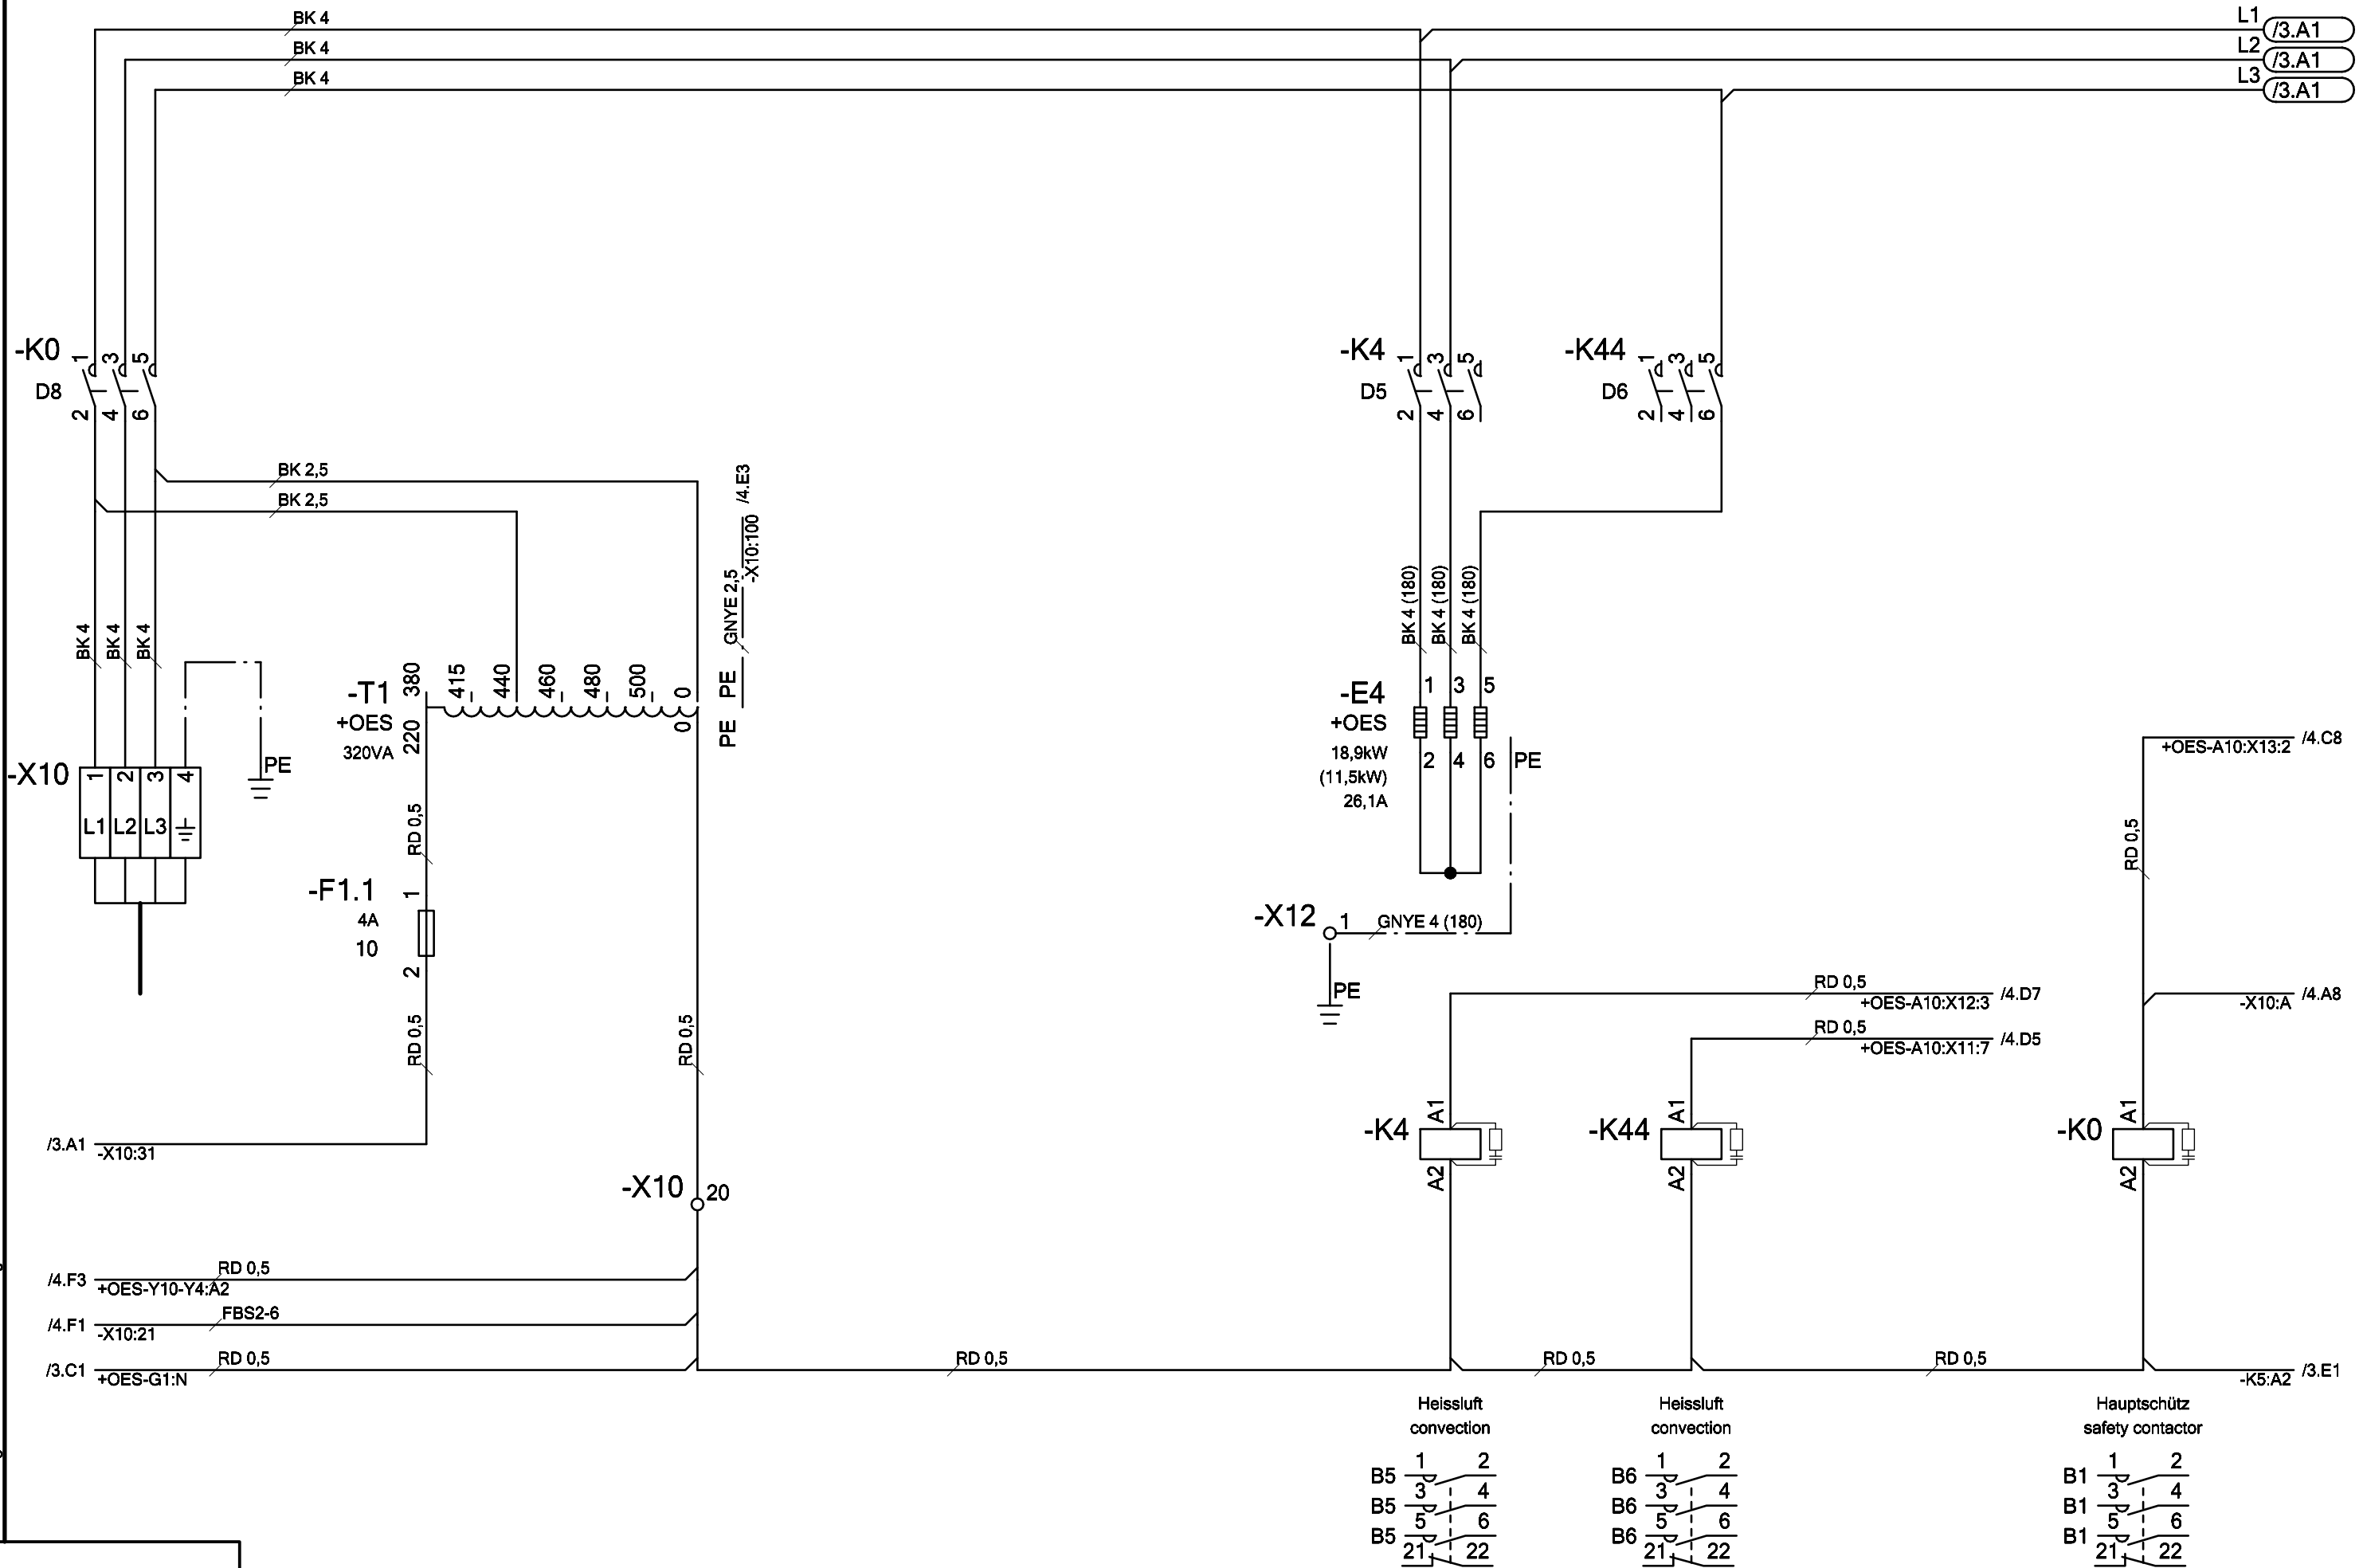 BK 4
BK 4
BK 4
L1 /3.A1
L2 /3.A1
L3 /3.A1
-K0
D8
1 3 5
2 4 6
-K4
D5
1 3 5
2 4 6
-K44
D6
1 3 5
2 4 6
BK 2,5
BK 2,5
/4.E3
-X10:100
GNYE 2,5
PE
PE
BK 4
BK 4
BK 4
BK 4 (180)
BK 4 (180)
BK 4 (180)
-T1
+OES
320VA
380 415 440 460 480 500 0
220 0
PE
-X10
1 2 3 4
L1 L2 L3
-E4
+OES
18,9kW
(11,5kW)
26,1A
1 3 5
2 4 6
PE
+OES-A10:X13:2 /4.C8
RD 0,5
RD 0,5
-F1.1
4A
10
1
2
-X12
1
GNYE 4 (180)
PE
RD 0,5
+OES-A10:X12:3 /4.D7
RD 0,5
+OES-A10:X11:7 /4.D5
-X10:A /4.A8
RD 0,5
RD 0,5
-K4
A1
A2
-K44
A1
A2
-K0
A1
A2
/3.A1 -X10:31
-X10 20
/4.F3 RD 0,5
+OES-Y10-Y4:A2
/4.F1 FBS2-6
-X10:21
/3.C1 RD 0,5
+OES-G1:N
RD 0,5
RD 0,5
RD 0,5
-K5:A2 /3.E1
Heissluft
convection
Heissluft
convection
Hauptschütz
safety contactor
B5 1 2
B5 3 4
B5 5 6
21 22
B6 1 2
B6 3 4
B6 5 6
21 22
B1 1 2
B1 3 4
B1 5 6
21 22